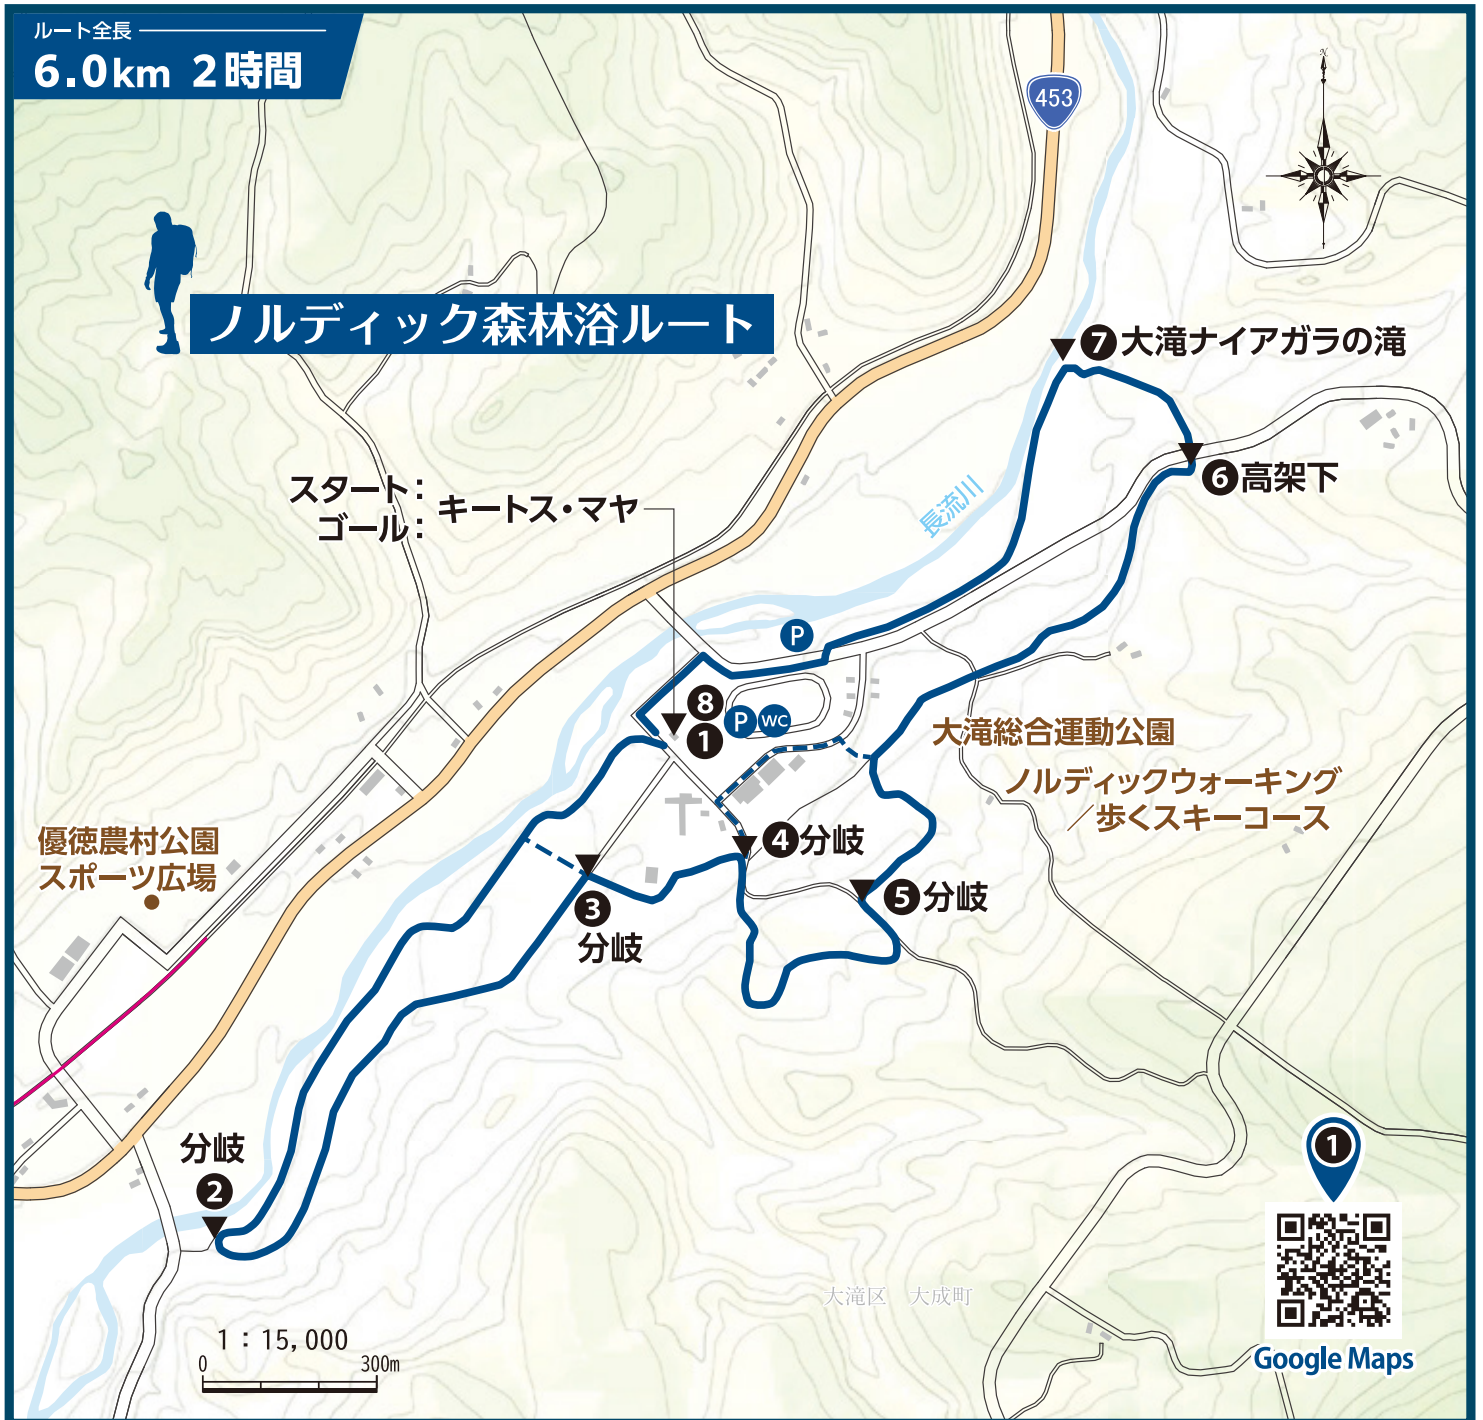 ルート全長
6.0km 2時間
453
N
ノルディック森林浴ルート
❼大滝ナイアガラの滝
❻高架下
スタート：
ゴール：
キートス・マヤ
長流川
P
❽
❶
P WC
大滝総合運動公園
ノルディックウォーキング
／歩くスキーコース
優徳農村公園
スポーツ広場
❹分岐
❺分岐
❸
分岐
分岐
❷
❶
大滝区 大成町
1：15,000
0 300m
Google Maps